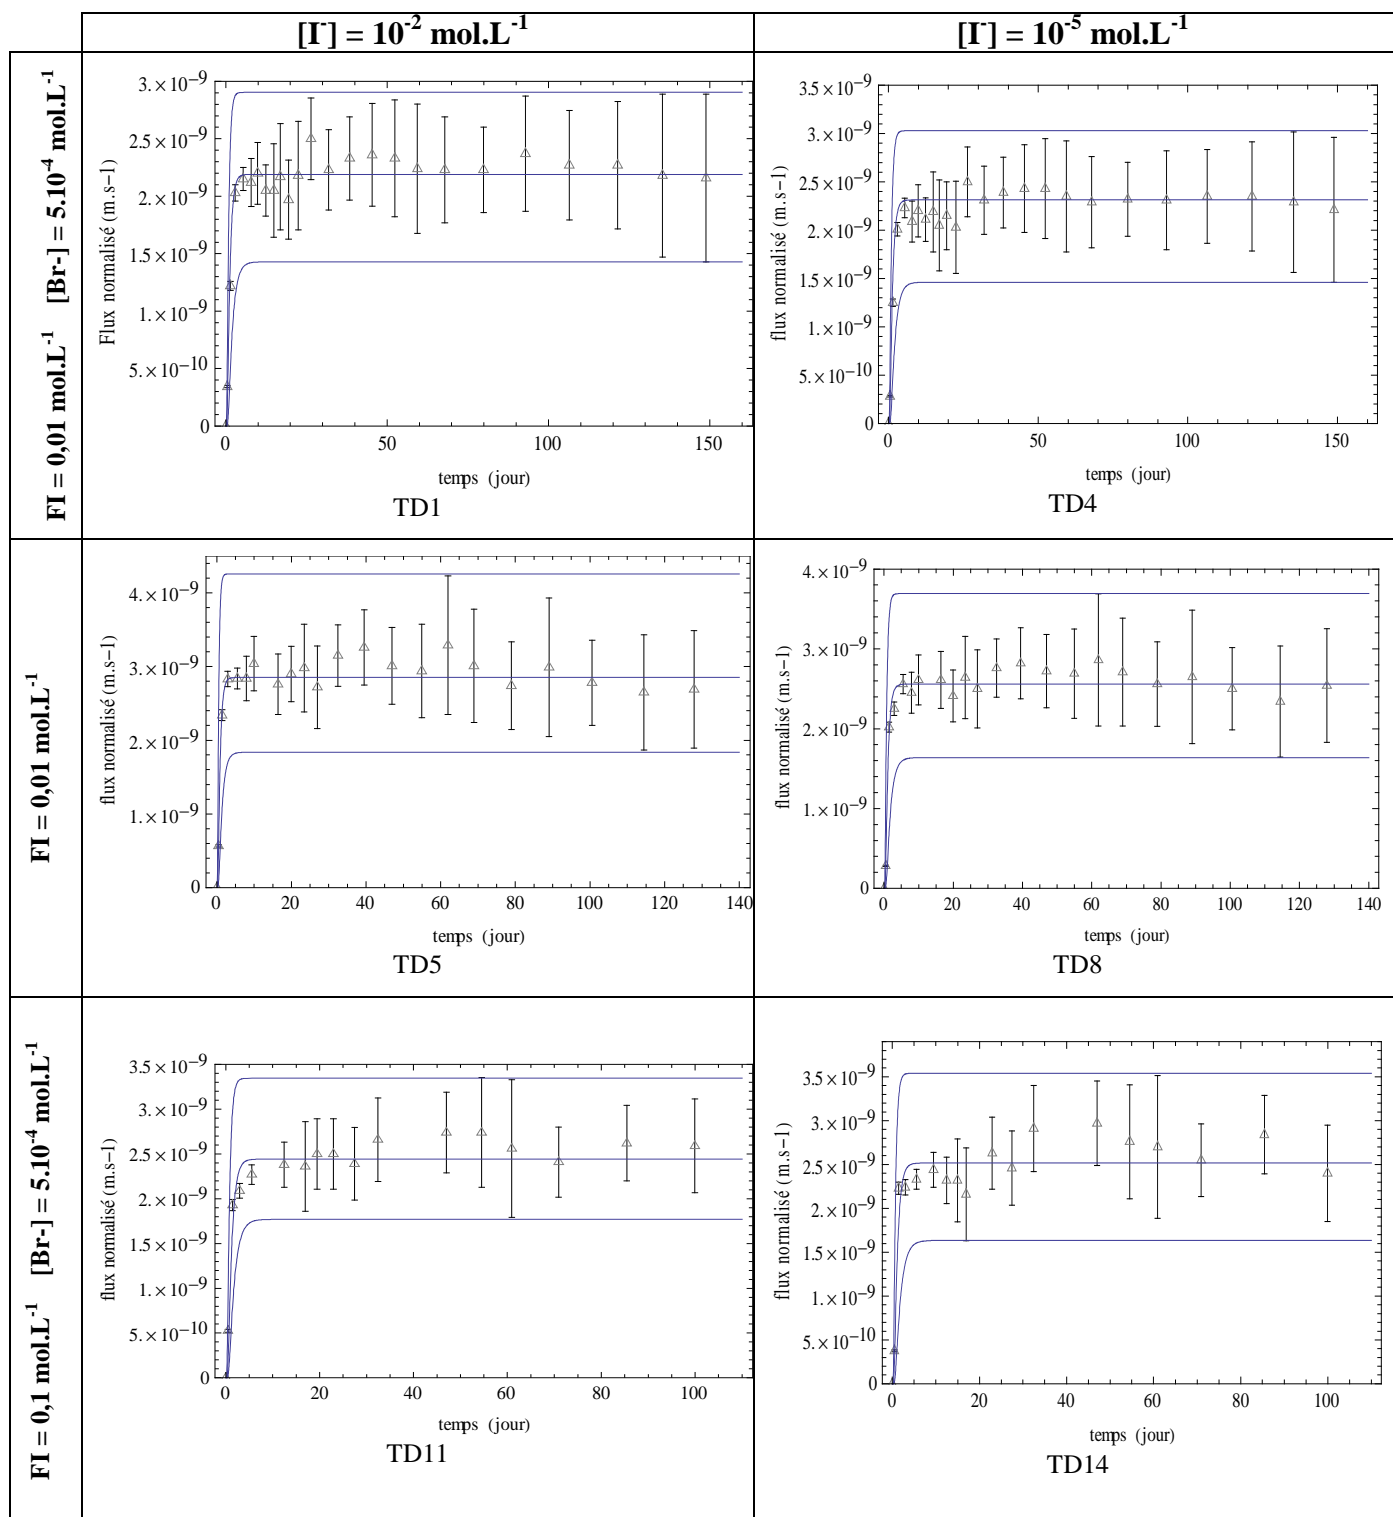 [I-] = 10-2 mol.L-1
[I-] = 10-5 mol.L-1
FI = 0,01 mol.L-1 [Br-] = 5.10-4 mol.L-1
Flux normalisé (m.s−1)
3.×10−9
2.5×10−9
2.×10−9
1.5×10−9
1.×10−9
5.×10−10
0
0 50 100 150
temps (jour)
TD1
flux normalisé (m.s−1)
3.5×10−9
3.×10−9
2.5×10−9
2.×10−9
1.5×10−9
1.×10−9
5.×10−10
0
0 50 100 150
temps (jour)
TD4
FI = 0,01 mol.L-1
flux normalisé (m.s−1)
4.×10−9
3.×10−9
2.×10−9
1.×10−9
0
0 20 40 60 80 100 120 140
temps (jour)
TD5
flux normalisé (m.s−1)
4.×10−9
3.×10−9
2.×10−9
1.×10−9
0
0 20 40 60 80 100 120 140
temps (jour)
TD8
FI = 0,1 mol.L-1 [Br-] = 5.10-4 mol.L-1
flux normalisé (m.s−1)
3.5×10−9
3.×10−9
2.5×10−9
2.×10−9
1.5×10−9
1.×10−9
5.×10−10
0
0 20 40 60 80 100
temps (jour)
TD11
flux normalisé (m.s−1)
3.5×10−9
3.×10−9
2.5×10−9
2.×10−9
1.5×10−9
1.×10−9
5.×10−10
0
0 20 40 60 80 100
temps (jour)
TD14